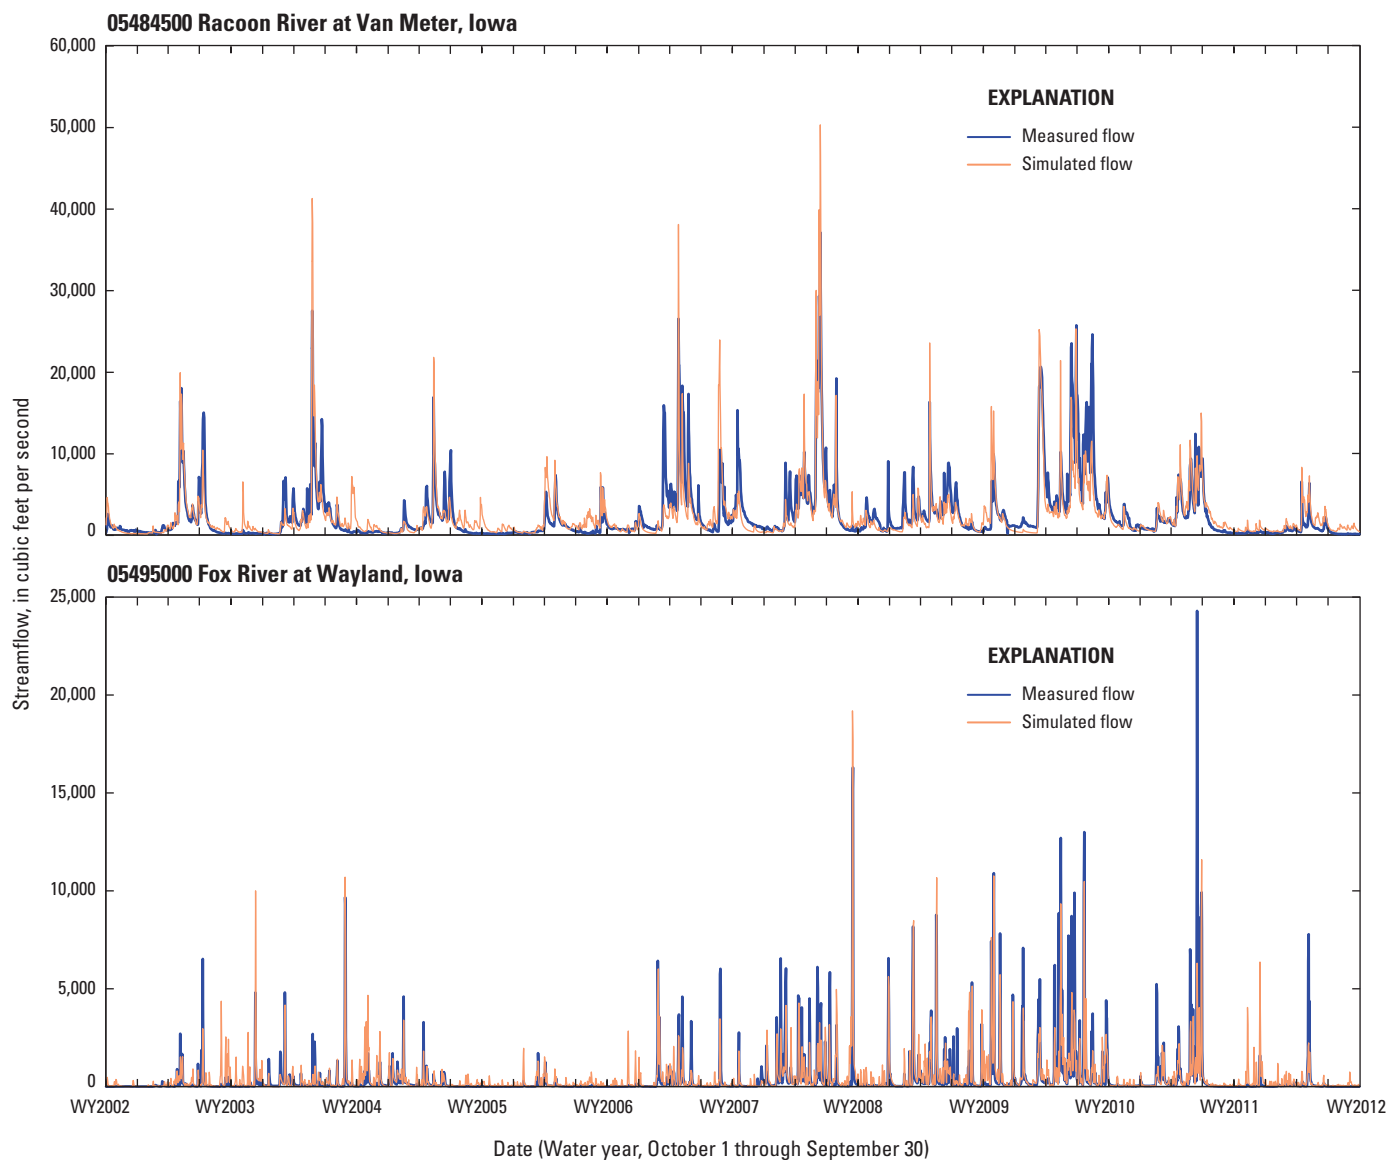 05484500 Racoon River at Van Meter, Iowa
60,000
50,000
40,000
30,000
20,000
10,000
0
EXPLANATION
Measured flow
Simulated flow
Streamflow, in cubic feet per second
05495000 Fox River at Wayland, Iowa
25,000
20,000
15,000
10,000
5,000
0
EXPLANATION
Measured flow
Simulated flow
WY2002 WY2003 WY2004 WY2005 WY2006 WY2007 WY2008 WY2009 WY2010 WY2011 WY2012
Date (Water year, October 1 through September 30)